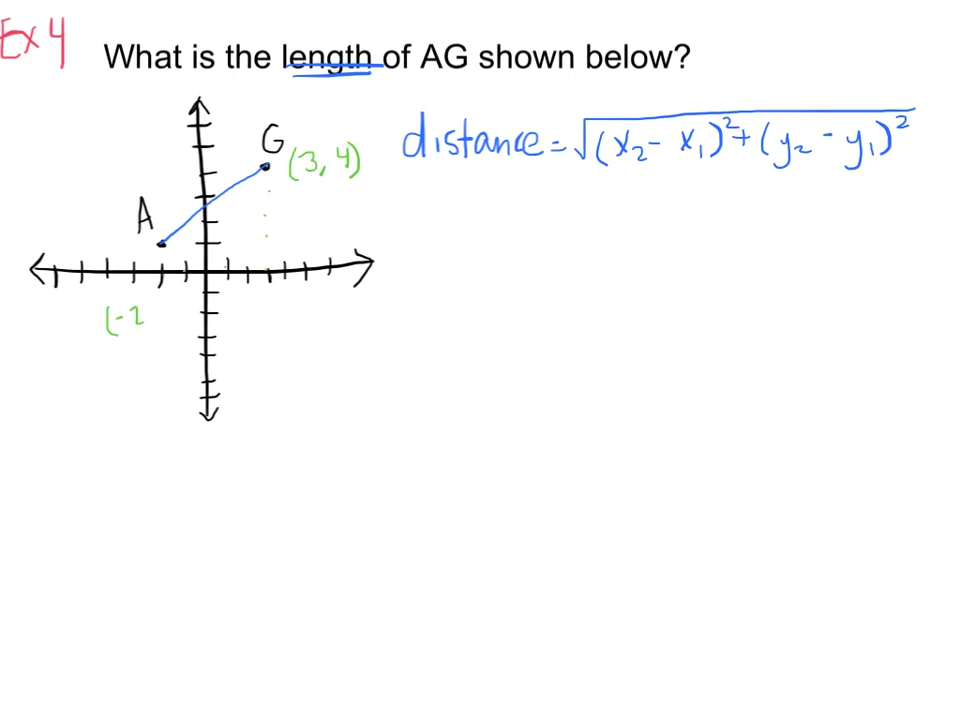 Ex 4
What is the length of AG shown below?
distance = √(x₂ - x₁)² + (y₂ - y₁)²
G
(3, 4)
A
(-2